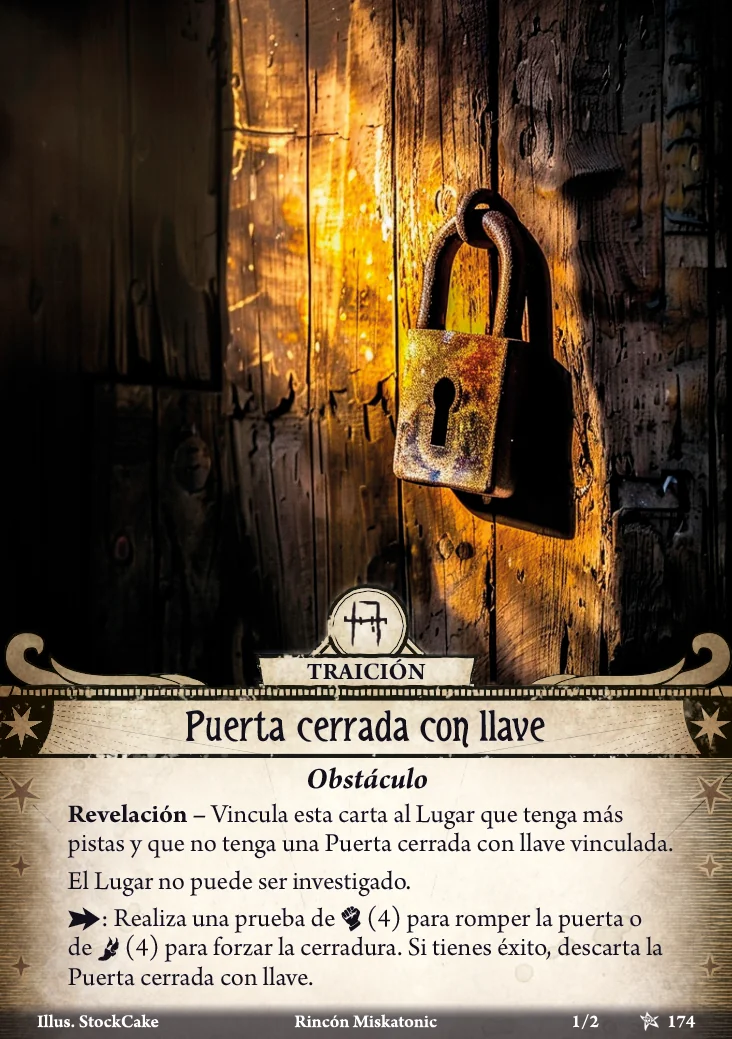 TRAICIÓN
Puerta cerrada con llave
Obstáculo
Revelación – Vincula esta carta al Lugar que tenga más
pistas y que no tenga una Puerta cerrada con llave vinculada.
El Lugar no puede ser investigado.
: Realiza una prueba de (4) para romper la puerta o
de (4) para forzar la cerradura. Si tienes éxito, descarta la
Puerta cerrada con llave.
Illus. StockCake Rincón Miskatonic 1/2 174